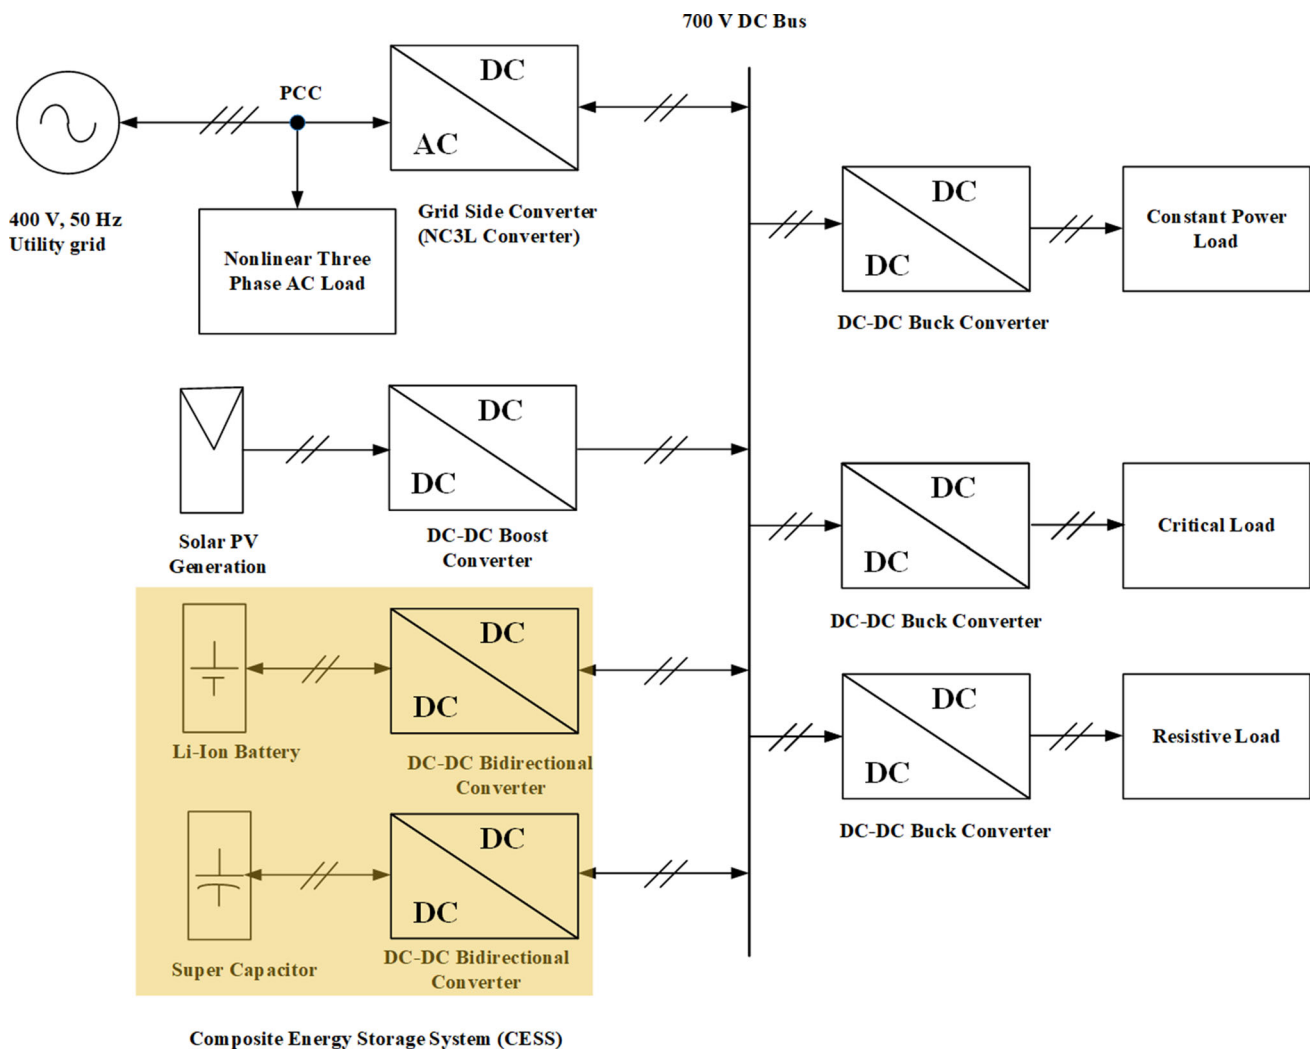 700 V DC Bus
PCC
DC
AC
Grid Side Converter
(NC3L Converter)
400 V, 50 Hz
Utility grid
Nonlinear Three
Phase AC Load
DC
DC
DC-DC Buck Converter
Constant Power
Load
Solar PV
Generation
DC
DC
DC-DC Boost
Converter
DC
DC
DC-DC Buck Converter
Critical Load
Li-Ion Battery
DC
DC
DC-DC Bidirectional
Converter
DC
DC
DC-DC Buck Converter
Resistive Load
Super Capacitor
DC
DC
DC-DC Bidirectional
Converter
Composite Energy Storage System (CESS)